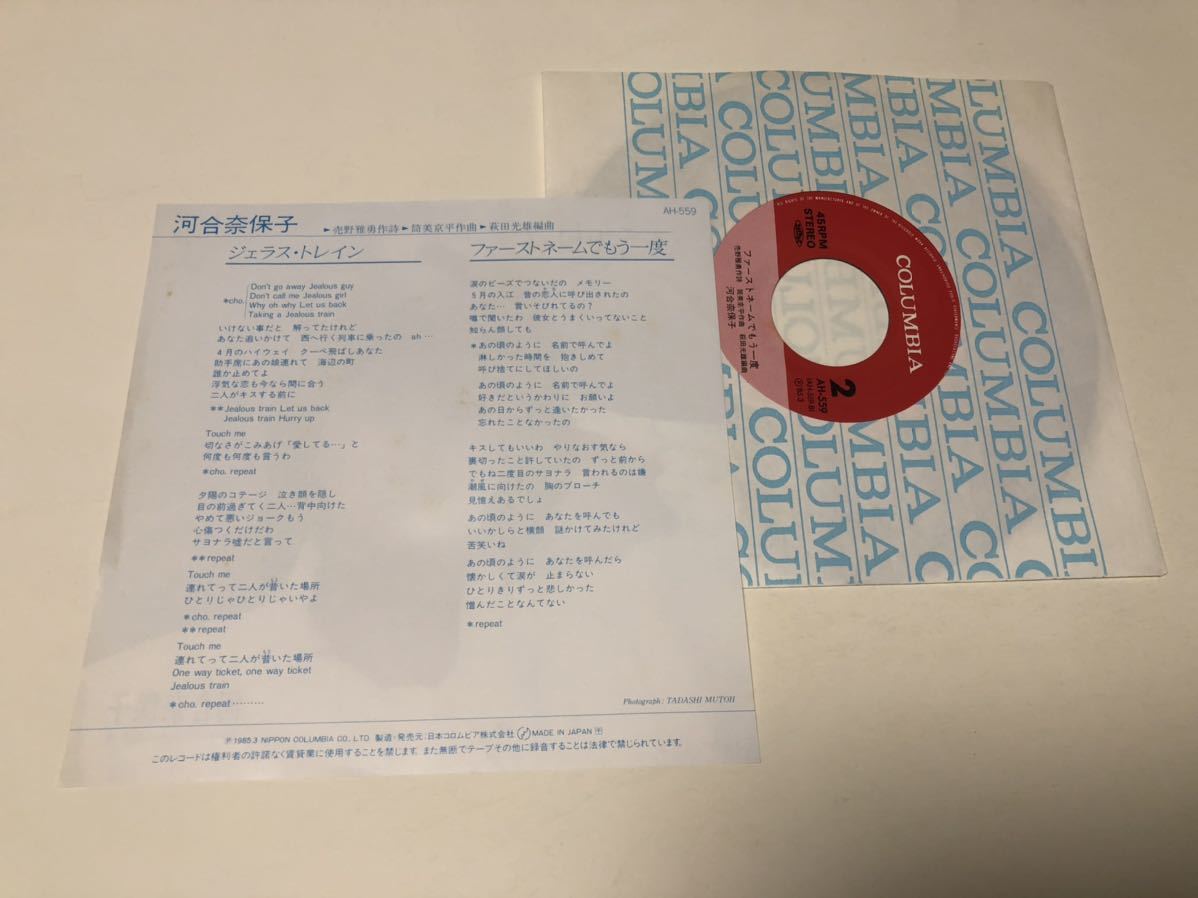 河合奈保子
▶売野雅勇作詩▶筒美京平作曲▶萩田光雄編曲
AH-559
ジェラス・トレイン
*cho.
Don't go away Jealous guy
Don't call me Jealous girl
Why oh why Let us back
Taking a Jealous train
いけない事だと 解ってたけれど
あなた追いかけて 西へ行く列車に乗ったの ah…
4月のハイウェイ クーペ飛ばしあなた
助手席にあの娘連れて 海辺の町
誰か止めてよ
浮気な恋も今なら間に合う
二人がキスする前に
**Jealous train Let us back
Jealous train Hurry up
Touch me
切なさがこみあげ「愛してる…」と
何度も何度も言うわ
*cho. repeat
夕陽のコテージ 泣き顔を隠し
目の前過ぎてく二人…背中向けた
やめて悪いジョークもう
心傷つくだけだわ
サヨナラ嘘だと言って
**repeat
Touch me
連れてって二人が昔いた場所
ひとりじゃひとりじゃいやよ
*cho. repeat
**repeat
Touch me
連れてって二人が昔いた場所
One way ticket, one way ticket
Jealous train
*cho. repeat………
ファーストネームでもう一度
涙のビーズでつないだの メモリー
5月の入江 昔の恋人に呼び出されたの
あなた… 言いそびれてるの?
噂で聞いたわ 彼女とうまくいってないこと
知らん顔しても
*あの頃のように 名前で呼んでよ
淋しかった時間を 抱きしめて
呼び捨てにしてほしいの
あの頃のように 名前で呼んでよ
好きだというかわりに お願いよ
あの日からずっと逢いたかった
忘れたことなかったの
キスしてもいいわ やりなおす気なら
裏切ったこと許していたの ずっと前から
でもね二度目のサヨナラ 言われるのは嫌
潮風に向けたの 胸のブローチ
見憶えあるでしょ
あの頃のように あなたを呼んでも
いいかしらと横顔 謎かけてみたけれど
苦笑いね
あの頃のように あなたを呼んだら
懐かしくて涙が 止まらない
ひとりきりずっと悲しかった
憎んだことなんてない
*repeat
Photograph : TADASHI MUTOH
Ⓟ1985.3 NIPPON COLUMBIA CO., LTD. 製造・発売元:日本コロムビア株式会社 MADE IN JAPAN
このレコードは権利者の許諾なく賃貸業に使用することを禁じます。また無断でテープその他に録音することは法律で禁じられています。
COLUMBIA
45RPM
STEREO
ファーストネームでもう一度
売野雅勇作詩 筒美京平作曲 萩田光雄編曲
河合奈保子
2
AH-559
Ⓟ85.3
COLUMBIA COLUMBIA